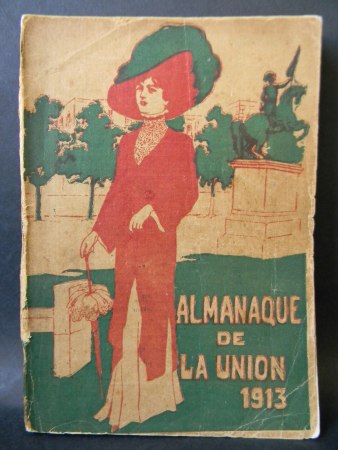 ALMANAQUE
DE
LA UNION
1913